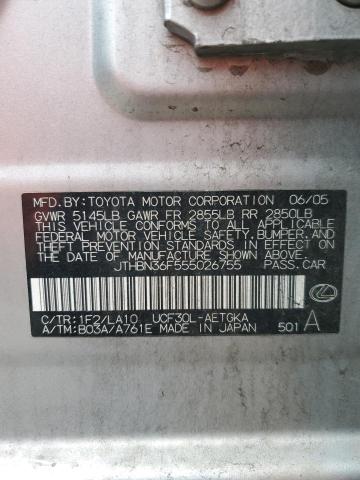 MFD. BY: TOYOTA MOTOR CORPORATION 06/05
GVWR 5145LB GAWR FR 2855LB RR 2850LB
THIS VEHICLE CONFORMS TO ALL APPLICABLE
FEDERAL MOTOR VEHICLE SAFETY, BUMPER, AND
THEFT PREVENTION STANDARDS IN EFFECT ON
THE DATE OF MANUFACTURE SHOWN ABOVE.
JTHBN36F555026755 PASS.CAR
C/TR:1F2/LA10 UCF30L-AETGKA
A/TM:B03A/A761E MADE IN JAPAN 501 A